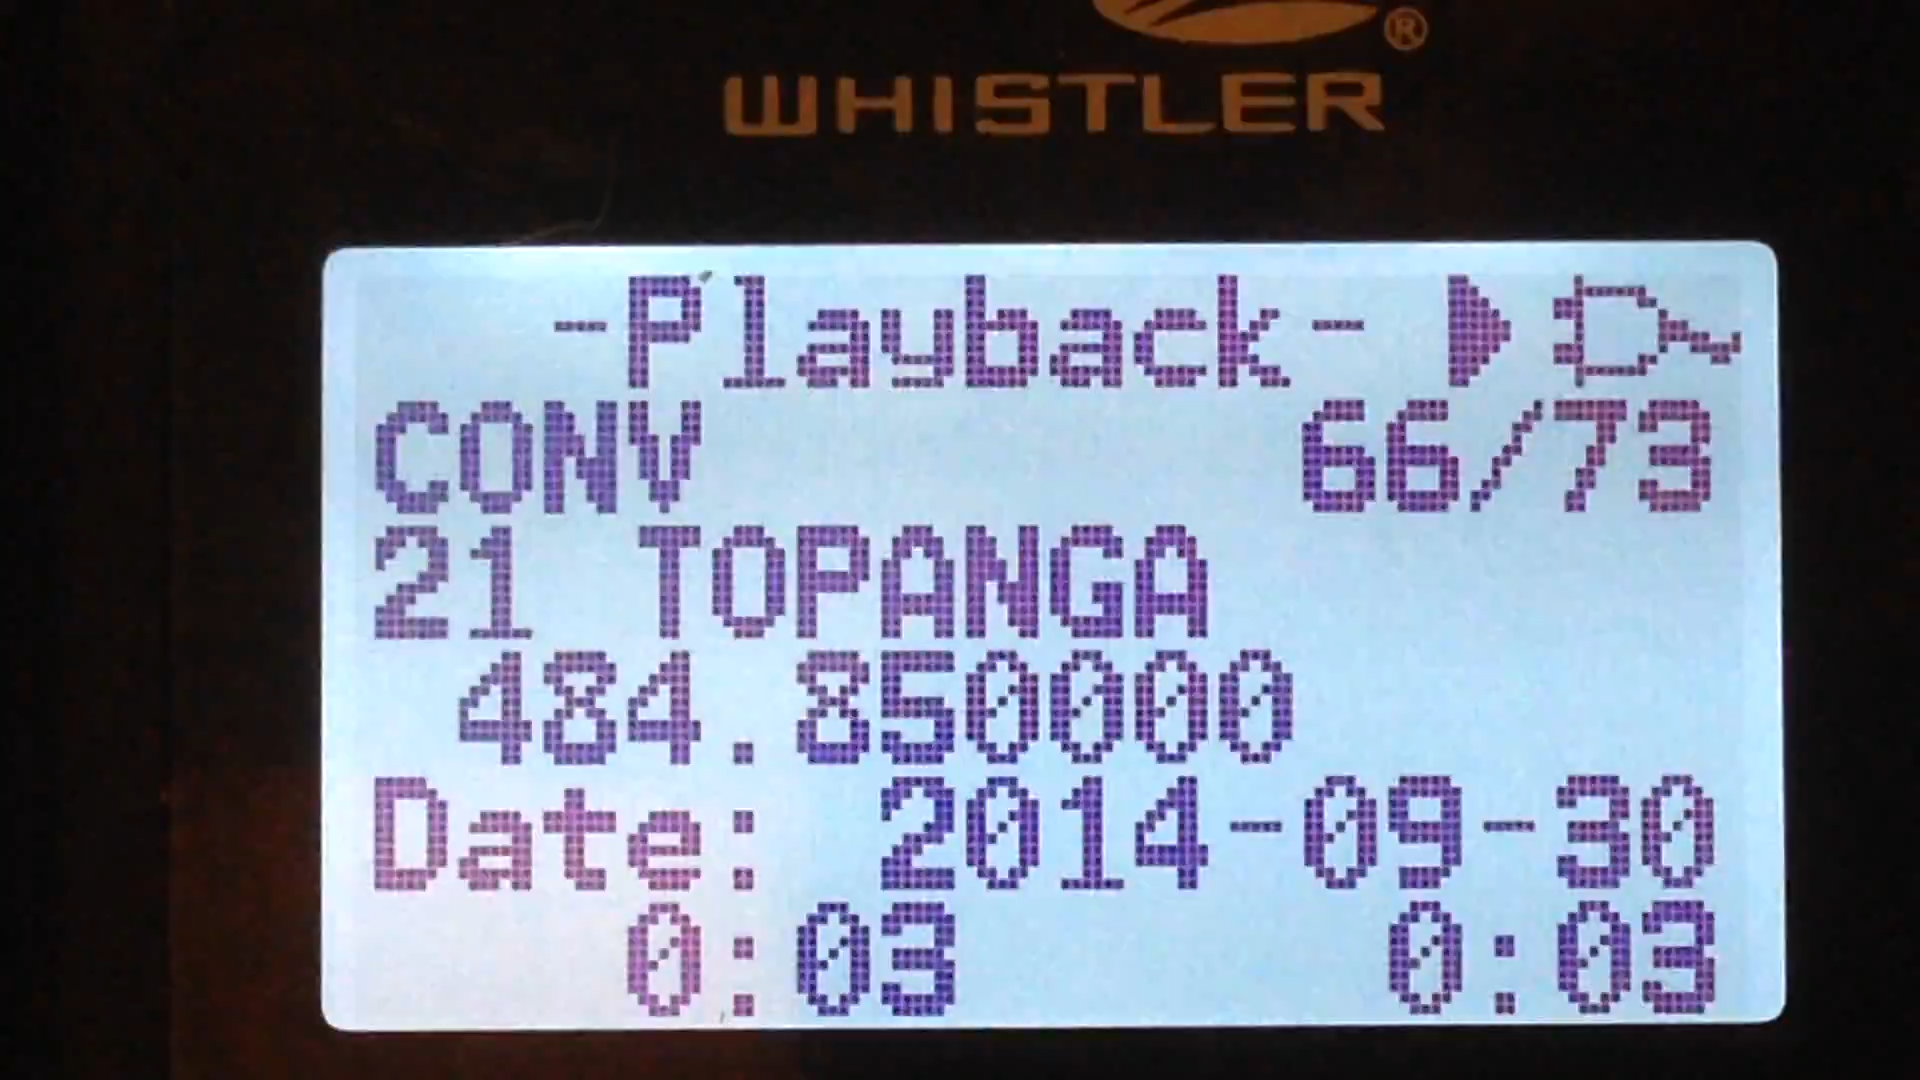 ®
WHISTLER
-Playback-
CONV 66/73
21 TOPANGA
484.850000
Date: 2014-09-30
0:03 0:03